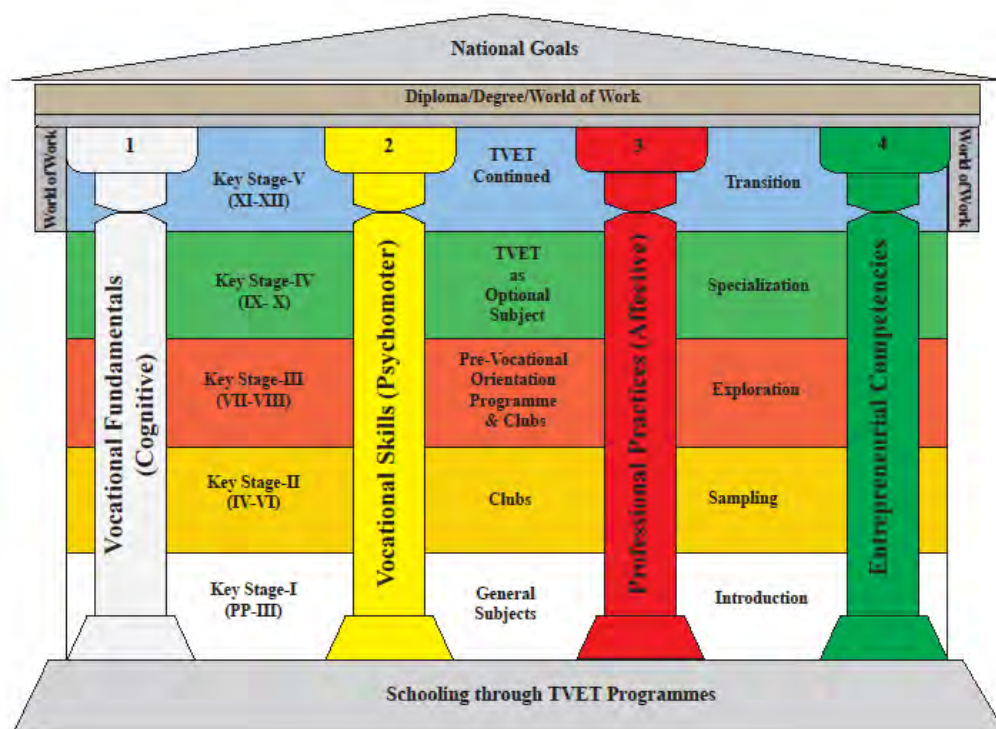 National Goals
Diploma/Degree/World of Work
World of Work
1
2
3
4
World of Work
Key Stage-V
(XI-XII)
TVET
Continued
Transition
Key Stage-IV
(IX- X)
TVET
as
Optional
Subject
Specialization
Key Stage-III
(VII-VIII)
Pre-Vocational
Orientation
Programme
& Clubs
Exploration
Key Stage-II
(IV-VI)
Clubs
Sampling
Key Stage-I
(PP-III)
General
Subjects
Introduction
Vocational Fundamentals
(Cognitive)
Vocational Skills (Psychomoter)
Professional Practices (Affesive)
Entrepreneurial Competencies
Schooling through TVET Programmes